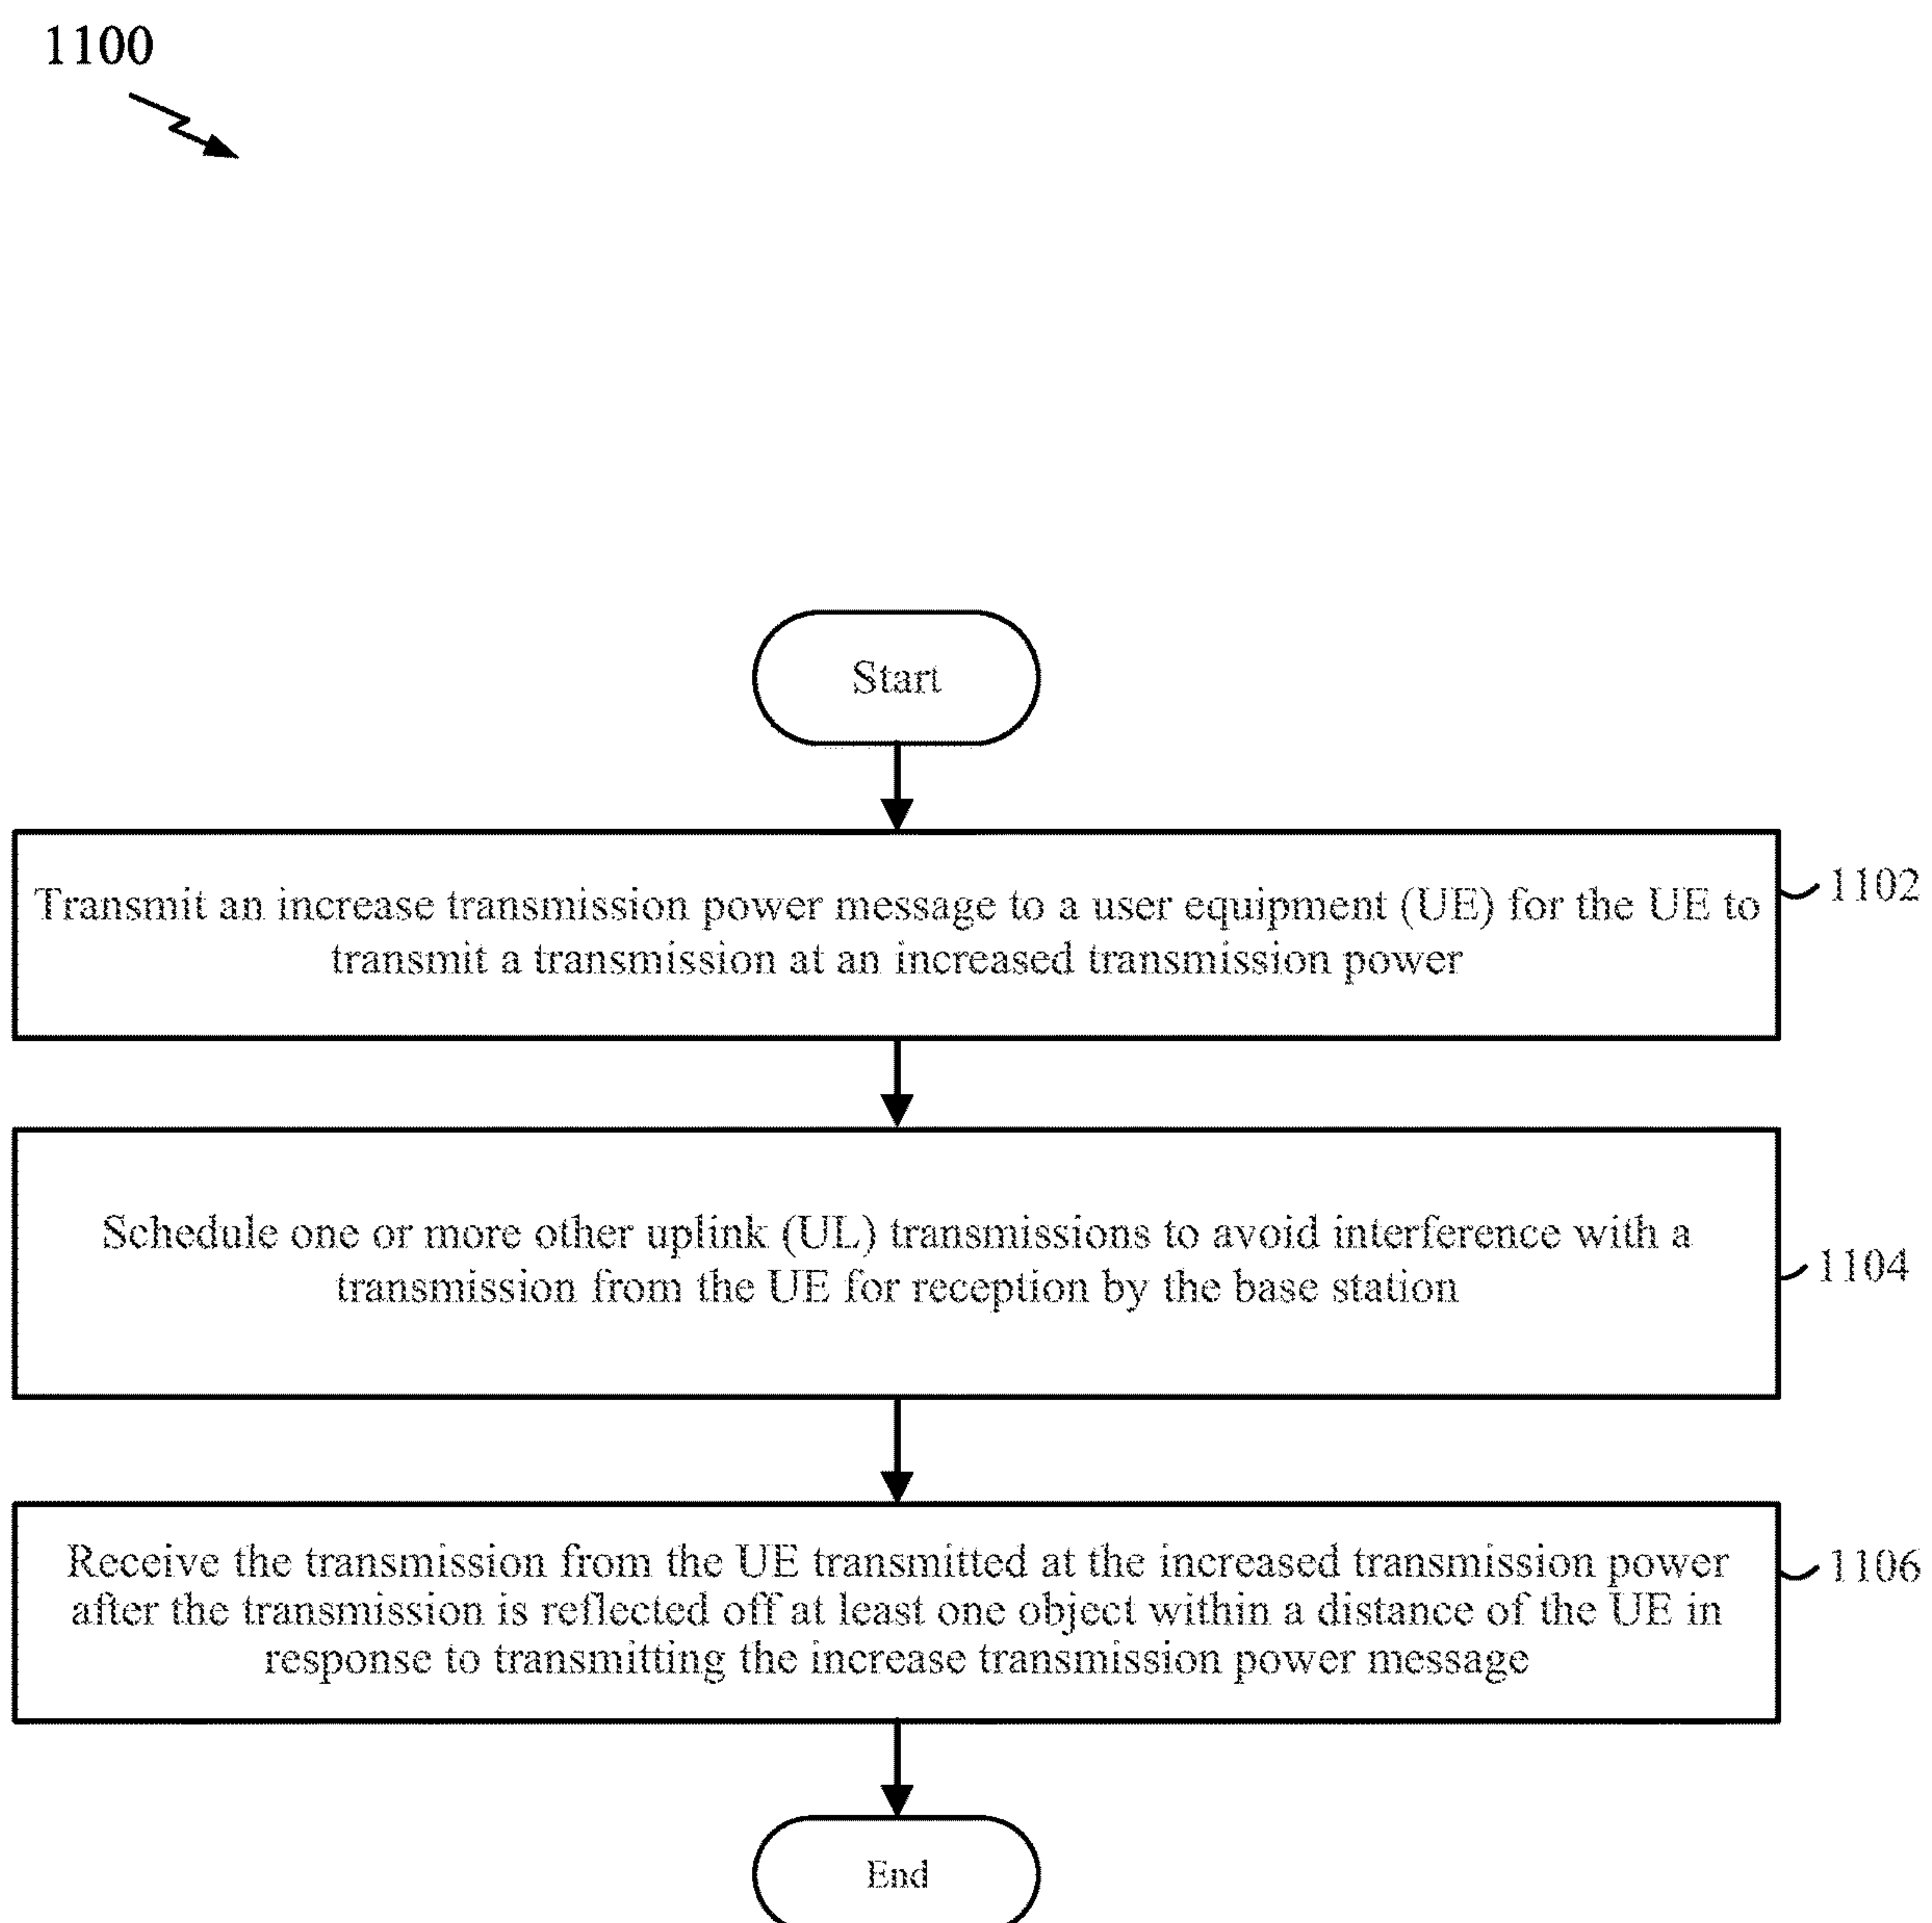 1100
Start
Transmit an increase transmission power message to a user equipment (UE) for the UE to
transmit a transmission at an increased transmission power
1102
Schedule one or more other uplink (UL) transmissions to avoid interference with a
transmission from the UE for reception by the base station
1104
Receive the transmission from the UE transmitted at the increased transmission power
after the transmission is reflected off at least one object within a distance of the UE in
response to transmitting the increase transmission power message
1106
End